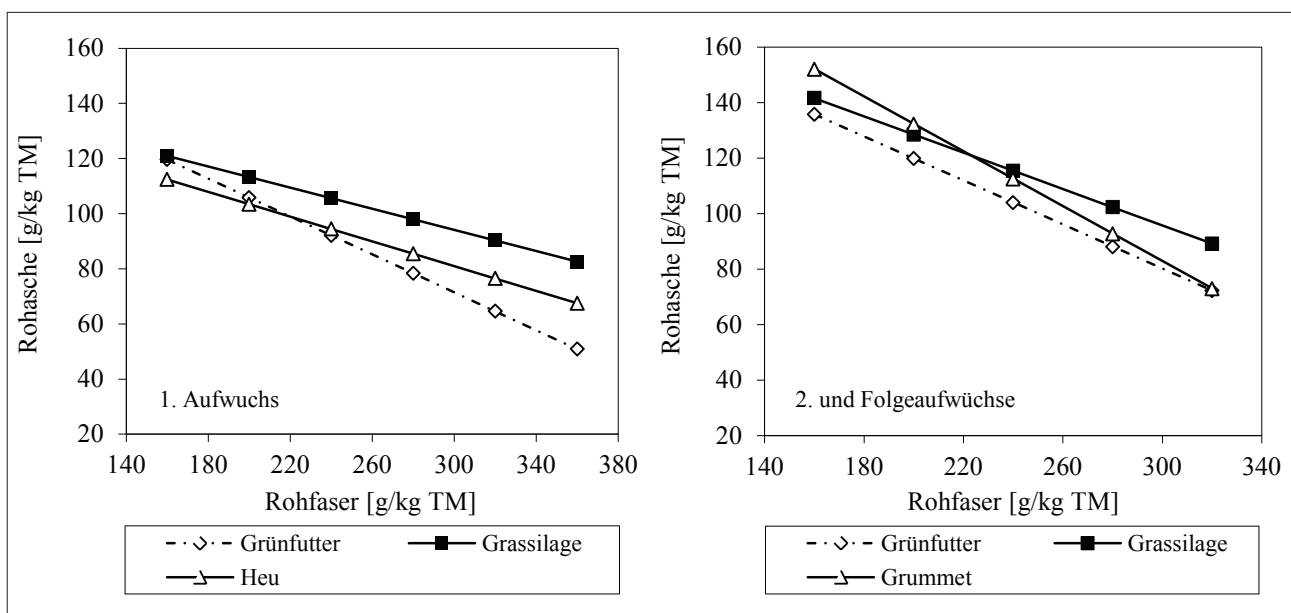 160
140
120
100
80
60
40
20
Rohasche [g/kg TM]
1. Aufwuchs
140 180 220 260 300 340 380
Rohfaser [g/kg TM]
Grünfutter Grassilage
Heu
160
140
120
100
80
60
40
20
Rohasche [g/kg TM]
2. und Folgeaufwüchse
140 180 220 260 300 340
Rohfaser [g/kg TM]
Grünfutter Grassilage
Grummet